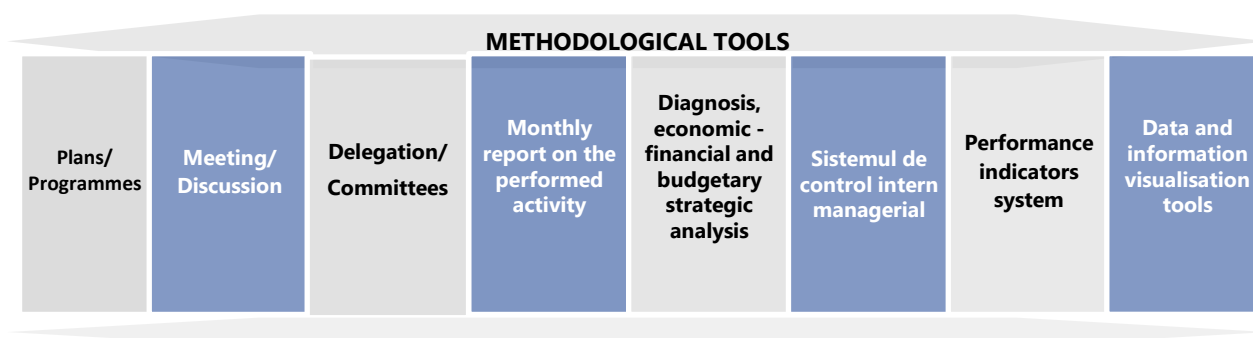 METHODOLOGICAL TOOLS
Plans/
Programmes
Meeting/
Discussion
Delegation/
Committees
Monthly
report on the
performed
activity
Diagnosis,
economic -
financial and
budgetary
strategic
analysis
Sistemul de
control intern
managerial
Performance
indicators
system
Data and
information
visualisation
tools